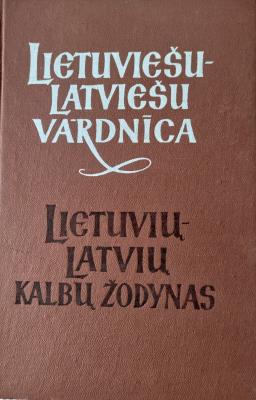 LIETUVIEŠU-
LATVIEŠU
VĀRDNĪCA
LIETUVIŲ-
LATVIŲ
KALBŲ ŽODYNAS